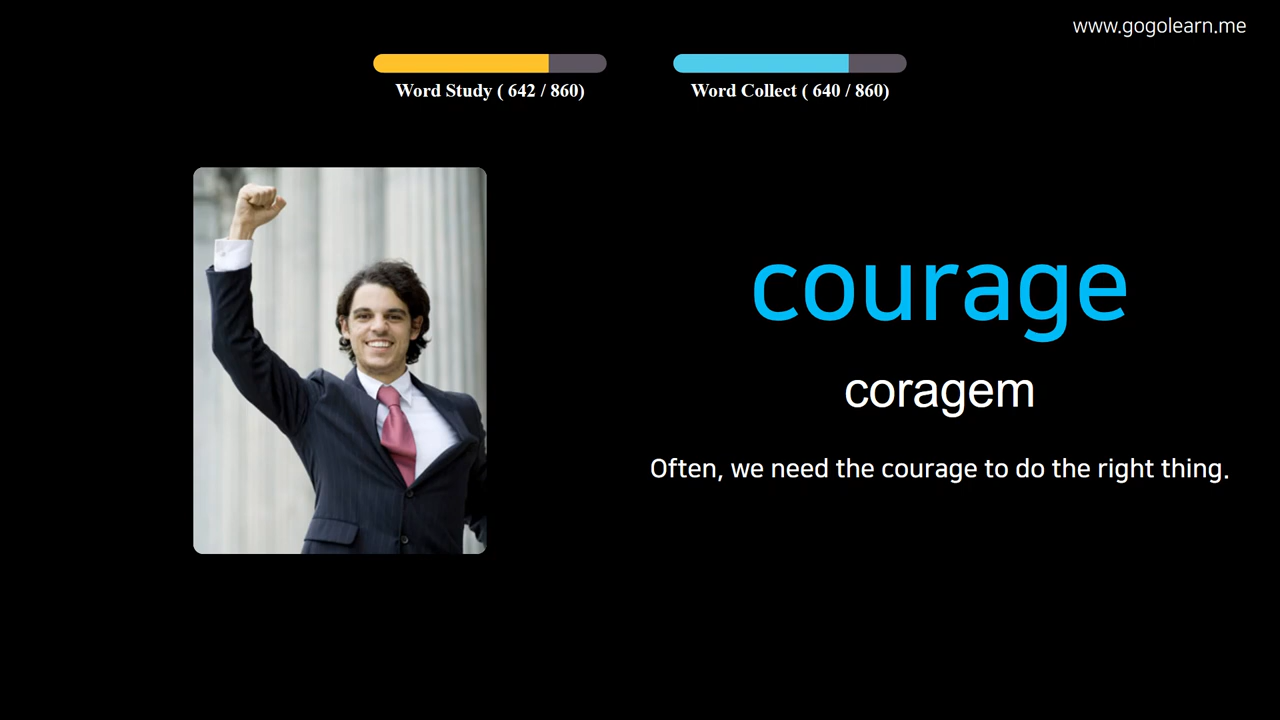 www.gogolearn.me
Word Study ( 642 / 860)
Word Collect ( 640 / 860)
courage
coragem
Often, we need the courage to do the right thing.